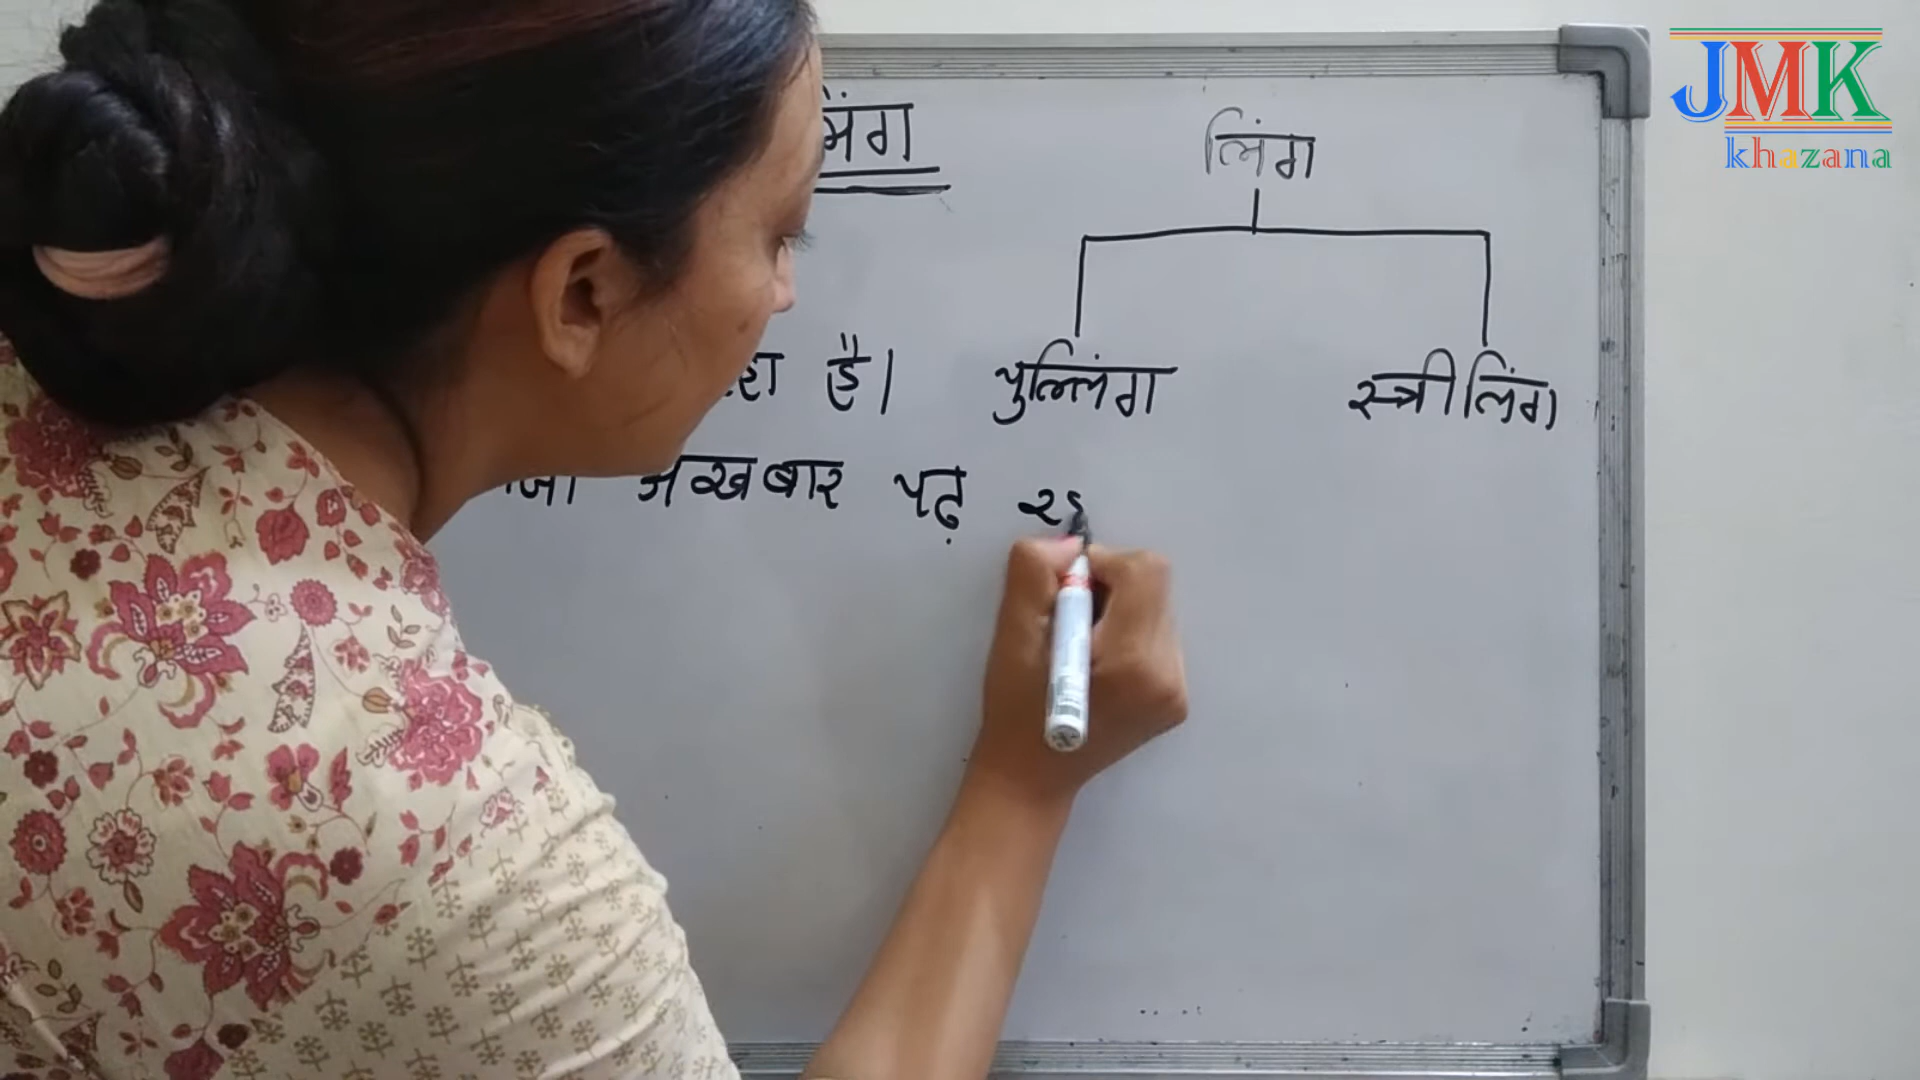 लिंग
JMK
khazana
लिंग
पुल्लिंग
स्त्रीलिंग
है।
अखबार पढ़